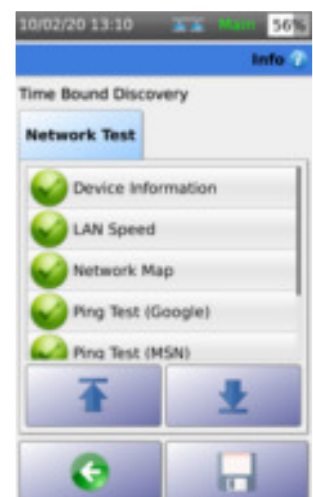 10/02/20 13:10 Main 56%
Info ?
Time Bound Discovery
Network Test
Device Information
LAN Speed
Network Map
Ping Test (Google)
Ping Test (MSN)